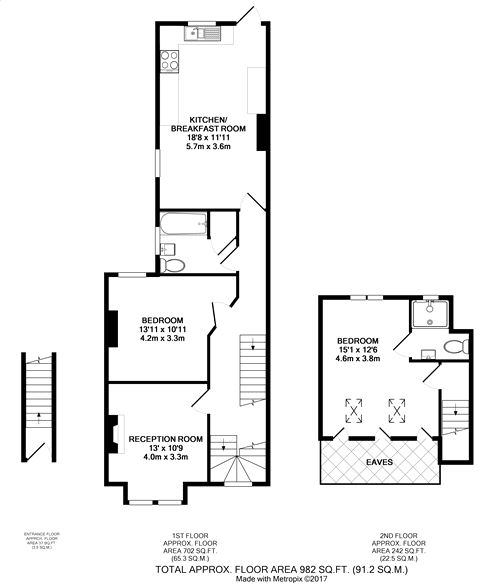 KITCHEN/
BREAKFAST ROOM
18'8 x 11'11
5.7m x 3.6m
BEDROOM
13'11 x 10'11
4.2m x 3.3m
BEDROOM
15'1 x 12'6
4.6m x 3.8m
RECEPTION ROOM
13' x 10'9
4.0m x 3.3m
EAVES
ENTRANCE FLOOR
APPROX. FLOOR
AREA 37 SQ.FT.
(3.5 SQ.M.)
1ST FLOOR
APPROX. FLOOR
AREA 702 SQ.FT.
(65.3 SQ.M.)
2ND FLOOR
APPROX. FLOOR
AREA 242 SQ.FT.
(22.5 SQ.M.)
TOTAL APPROX. FLOOR AREA 982 SQ.FT. (91.2 SQ.M.)
Made with Metropix ©2017